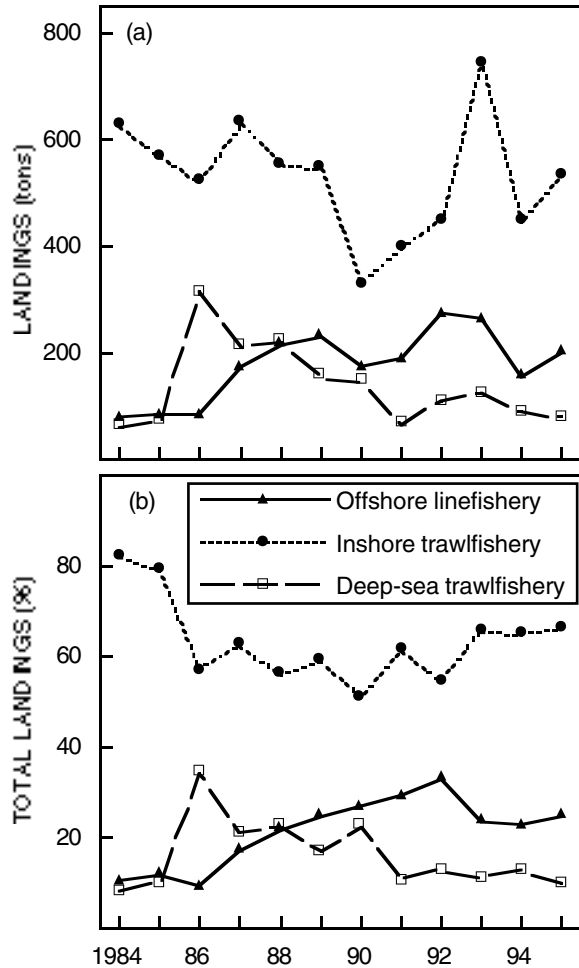 (a)
LANDINGS (tons)
800
600
400
200
(b)
Offshore linefishery
Inshore trawlfishery
Deep-sea trawlfishery
TOTAL LANDINGS (%)
80
60
40
20
1984 86 88 90 92 94